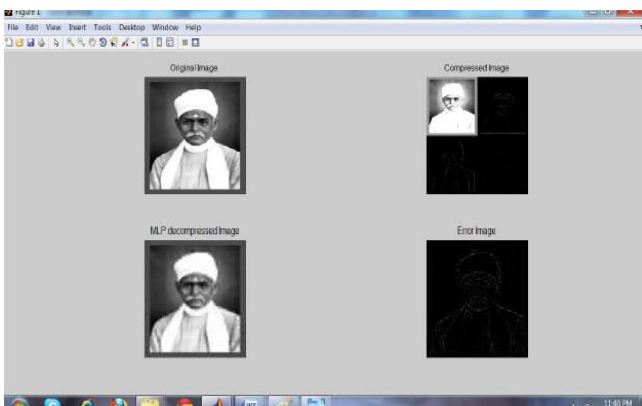 Figure 1
File Edit View Insert Tools Desktop Window Help
Original Image
Compressed Image
MLP decompressed Image
Error Image
11:40 PM